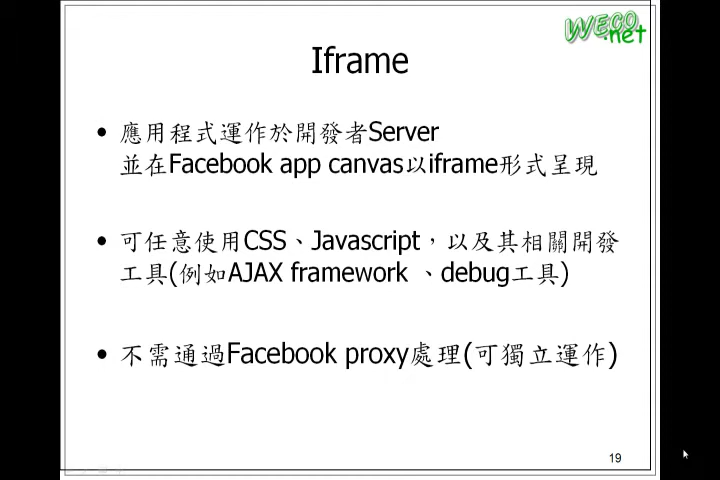 WECO
.net
Iframe
• 應用程式運作於開發者Server
並在Facebook app canvas以iframe形式呈現
• 可任意使用CSS、Javascript，以及其相關開發
工具(例如AJAX framework 、debug工具)
• 不需通過Facebook proxy處理(可獨立運作)
19